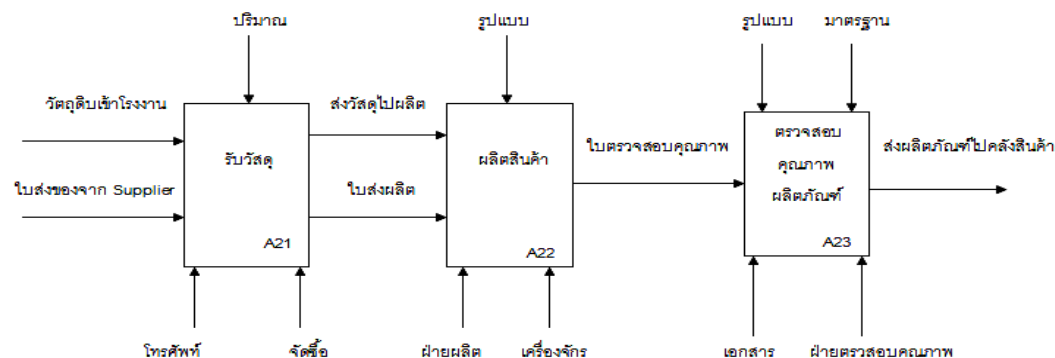 ปริมาณ
รูปแบบ
รูปแบบ
มาตรฐาน
วัตถุดิบเข้าโรงงาน
ส่งวัสดุไปผลิต
รับวัสดุ
ผลิตสินค้า
ใบตรวจสอบคุณภาพ
ตรวจสอบ
คุณภาพ
ผลิตภัณฑ์
ส่งผลิตภัณฑ์ไปคลังสินค้า
ใบส่งของจาก Supplier
ใบส่งผลิต
A21
A22
A23
โทรศัพท์
จัดซื้อ
ฝ่ายผลิต
เครื่องจักร
เอกสาร
ฝ่ายตรวจสอบคุณภาพ